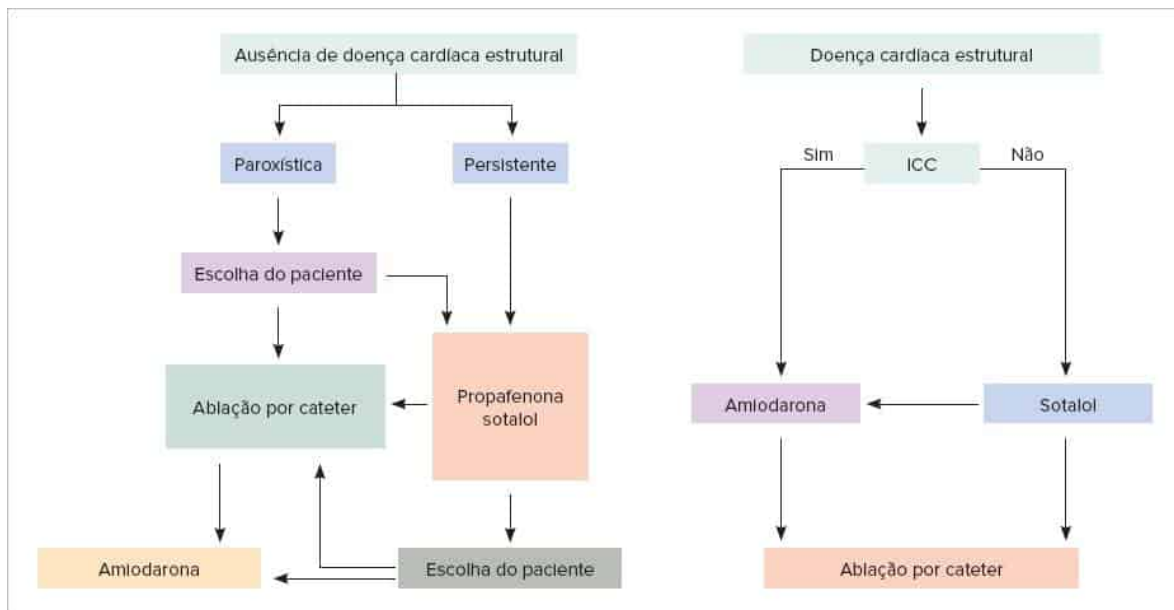 Ausência de doença cardíaca estrutural
Paroxística
Persistente
Escolha do paciente
Ablação por cateter
Propafenona
sotalol
Amiodarona
Escolha do paciente
Doença cardíaca estrutural
Sim
ICC
Não
Amiodarona
Sotalol
Ablação por cateter